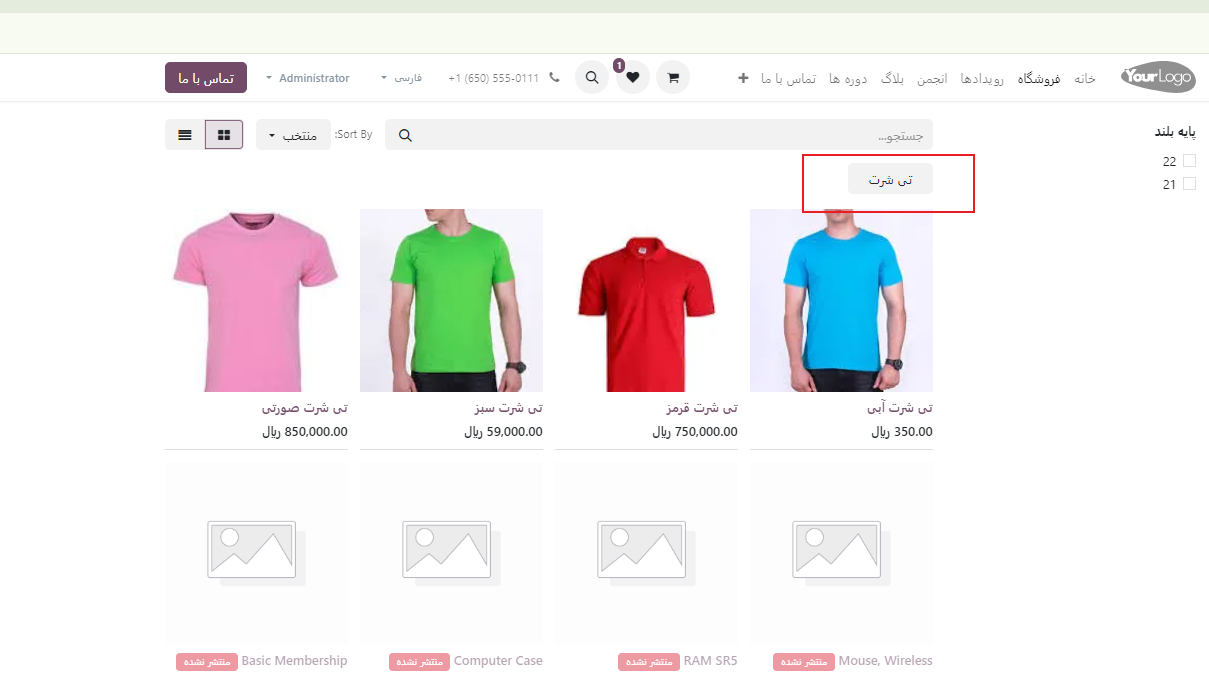 YourLogo
خانه
فروشگاه
رویدادها
انجمن
بلاگ
دوره ها
تماس با ما
1
+1 (650) 555-0111
فارسی
Administrator
تماس با ما
پایه بلند
22
21
جستجو...
Sort By:
منتخب
تی شرت
تی شرت آبی
350.00 ریال
تی شرت قرمز
750,000.00 ریال
تی شرت سبز
59,000.00 ریال
تی شرت صورتی
850,000.00 ریال
Mouse, Wireless منتشر نشده
RAM SR5 منتشر نشده
Computer Case منتشر نشده
Basic Membership منتشر نشده